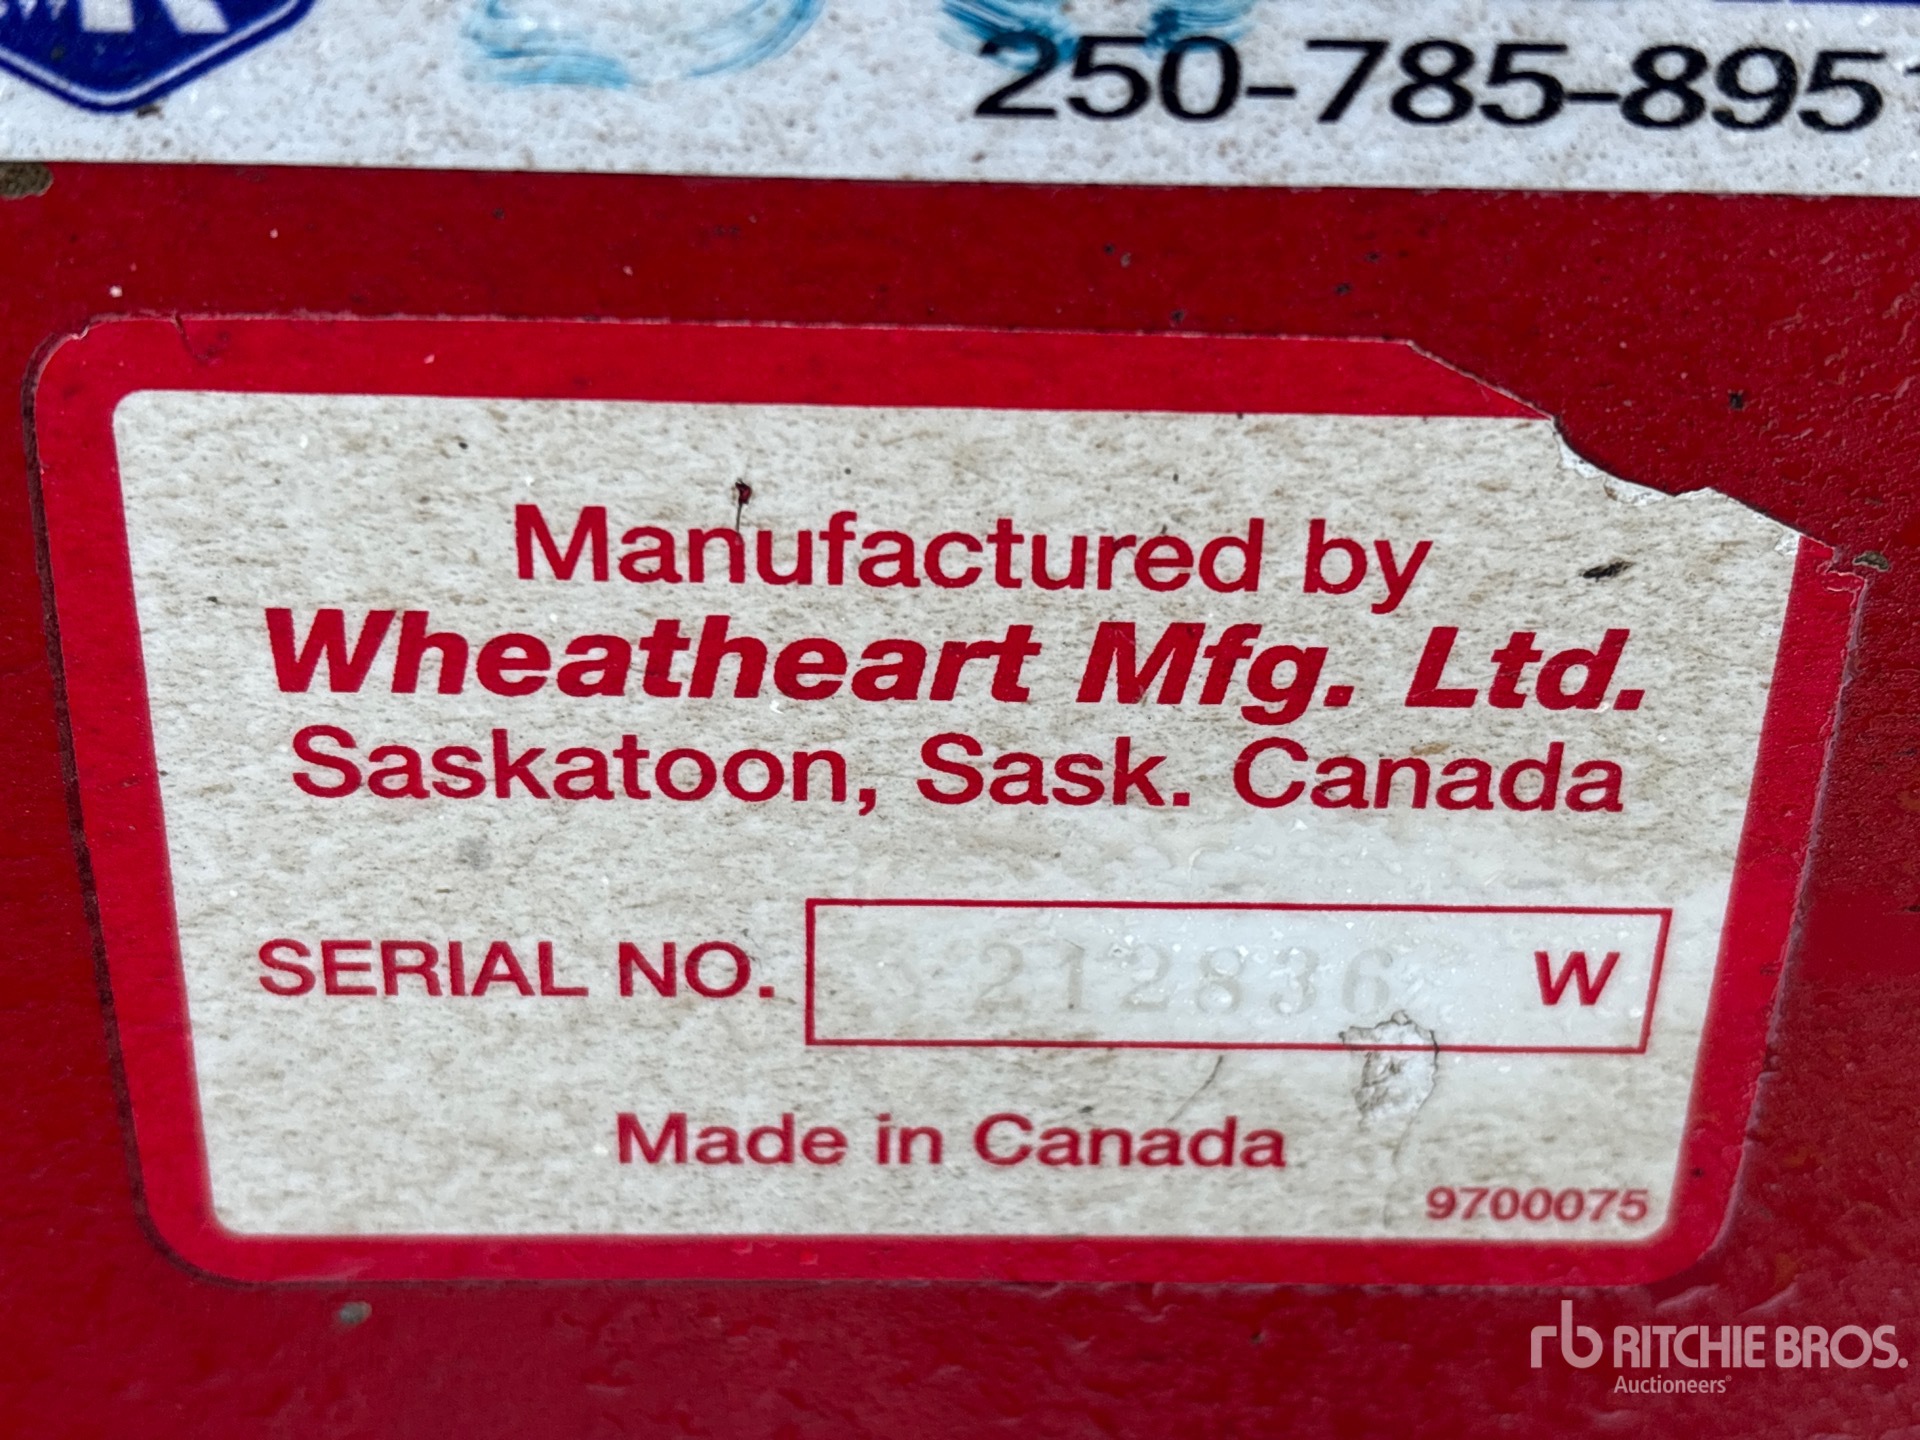 250-785-895
Manufactured by
Wheatheart Mfg. Ltd.
Saskatoon, Sask. Canada
SERIAL NO. 212836 W
Made in Canada
9700075
rb RITCHIE BROS.
Auctioneers